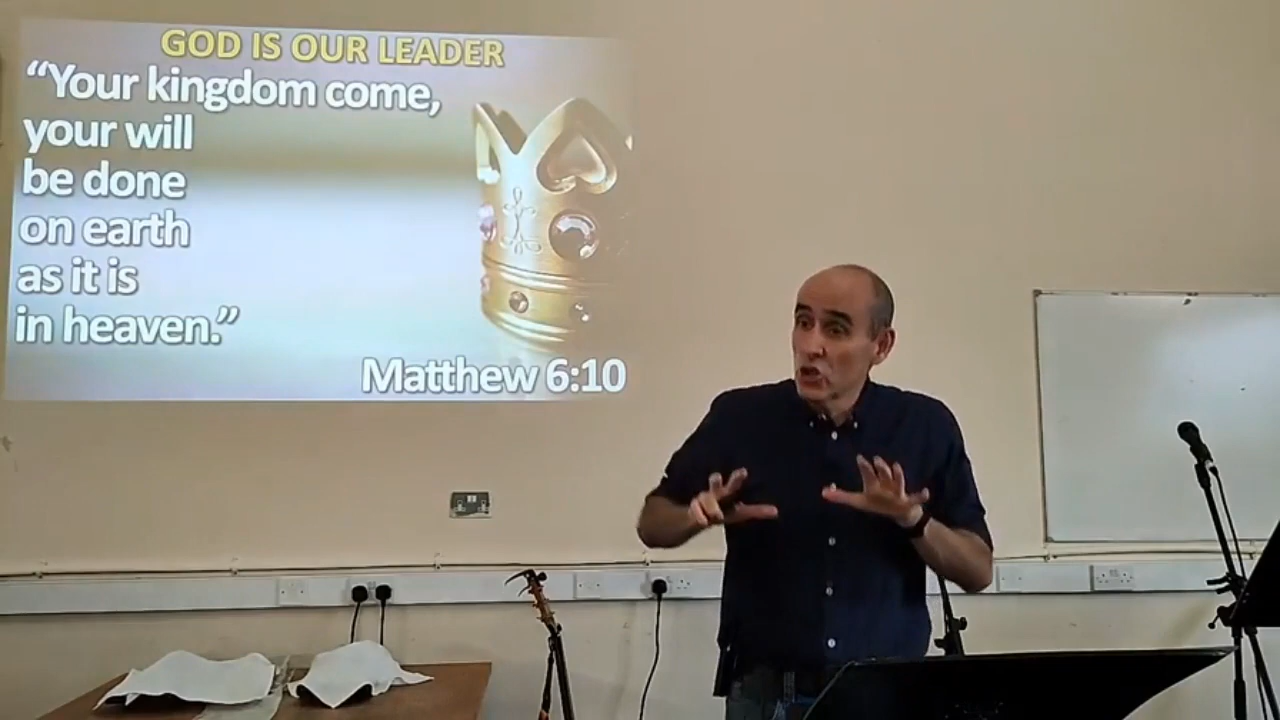 GOD IS OUR LEADER
“Your kingdom come,
your will
be done
on earth
as it is
in heaven.”
Matthew 6:10